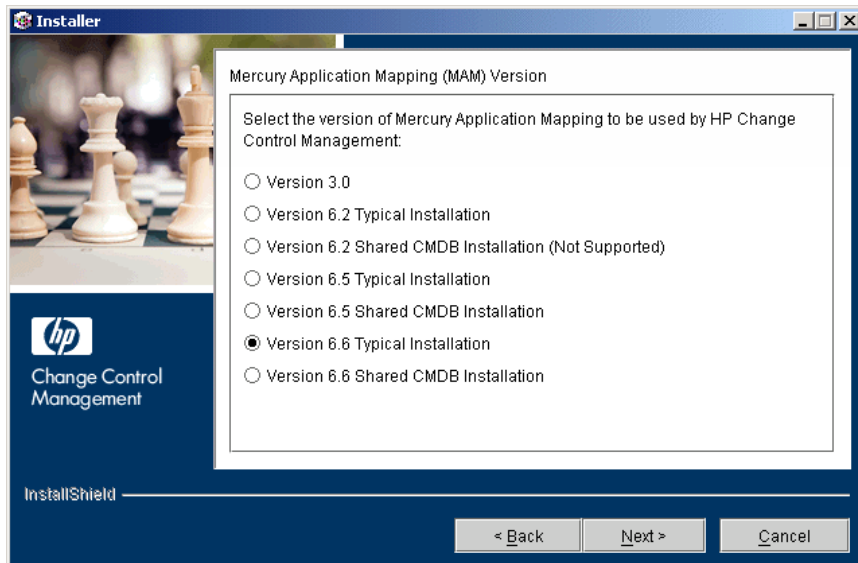 Installer
Mercury Application Mapping (MAM) Version
Select the version of Mercury Application Mapping to be used by HP Change
Control Management:
Version 3.0
Version 6.2 Typical Installation
Version 6.2 Shared CMDB Installation (Not Supported)
Version 6.5 Typical Installation
Version 6.5 Shared CMDB Installation
Version 6.6 Typical Installation
Version 6.6 Shared CMDB Installation
hp
Change Control
Management
InstallShield
< Back
Next >
Cancel